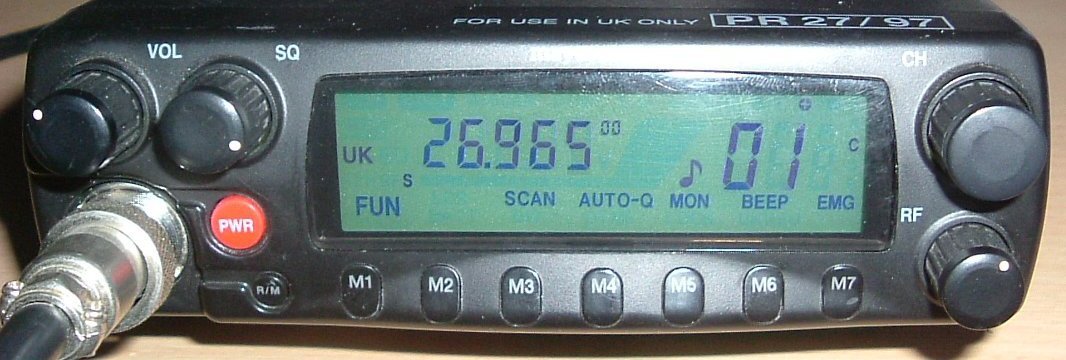 FOR USE IN UK ONLY PR 27/97
VOL SQ CH
UK 26.965 00 01 C
S
FUN SCAN AUTO-Q MON BEEP EMG
PWR RF
R/M M1 M2 M3 M4 M5 M6 M7